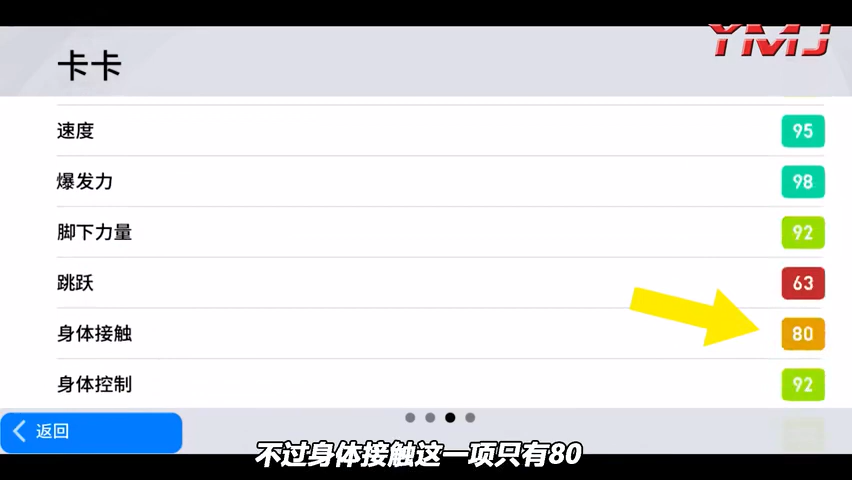 YMJ
卡卡
速度 95
爆发力 98
脚下力量 92
跳跃 63
身体接触 80
身体控制 92
返回
不过身体接触这一项只有80